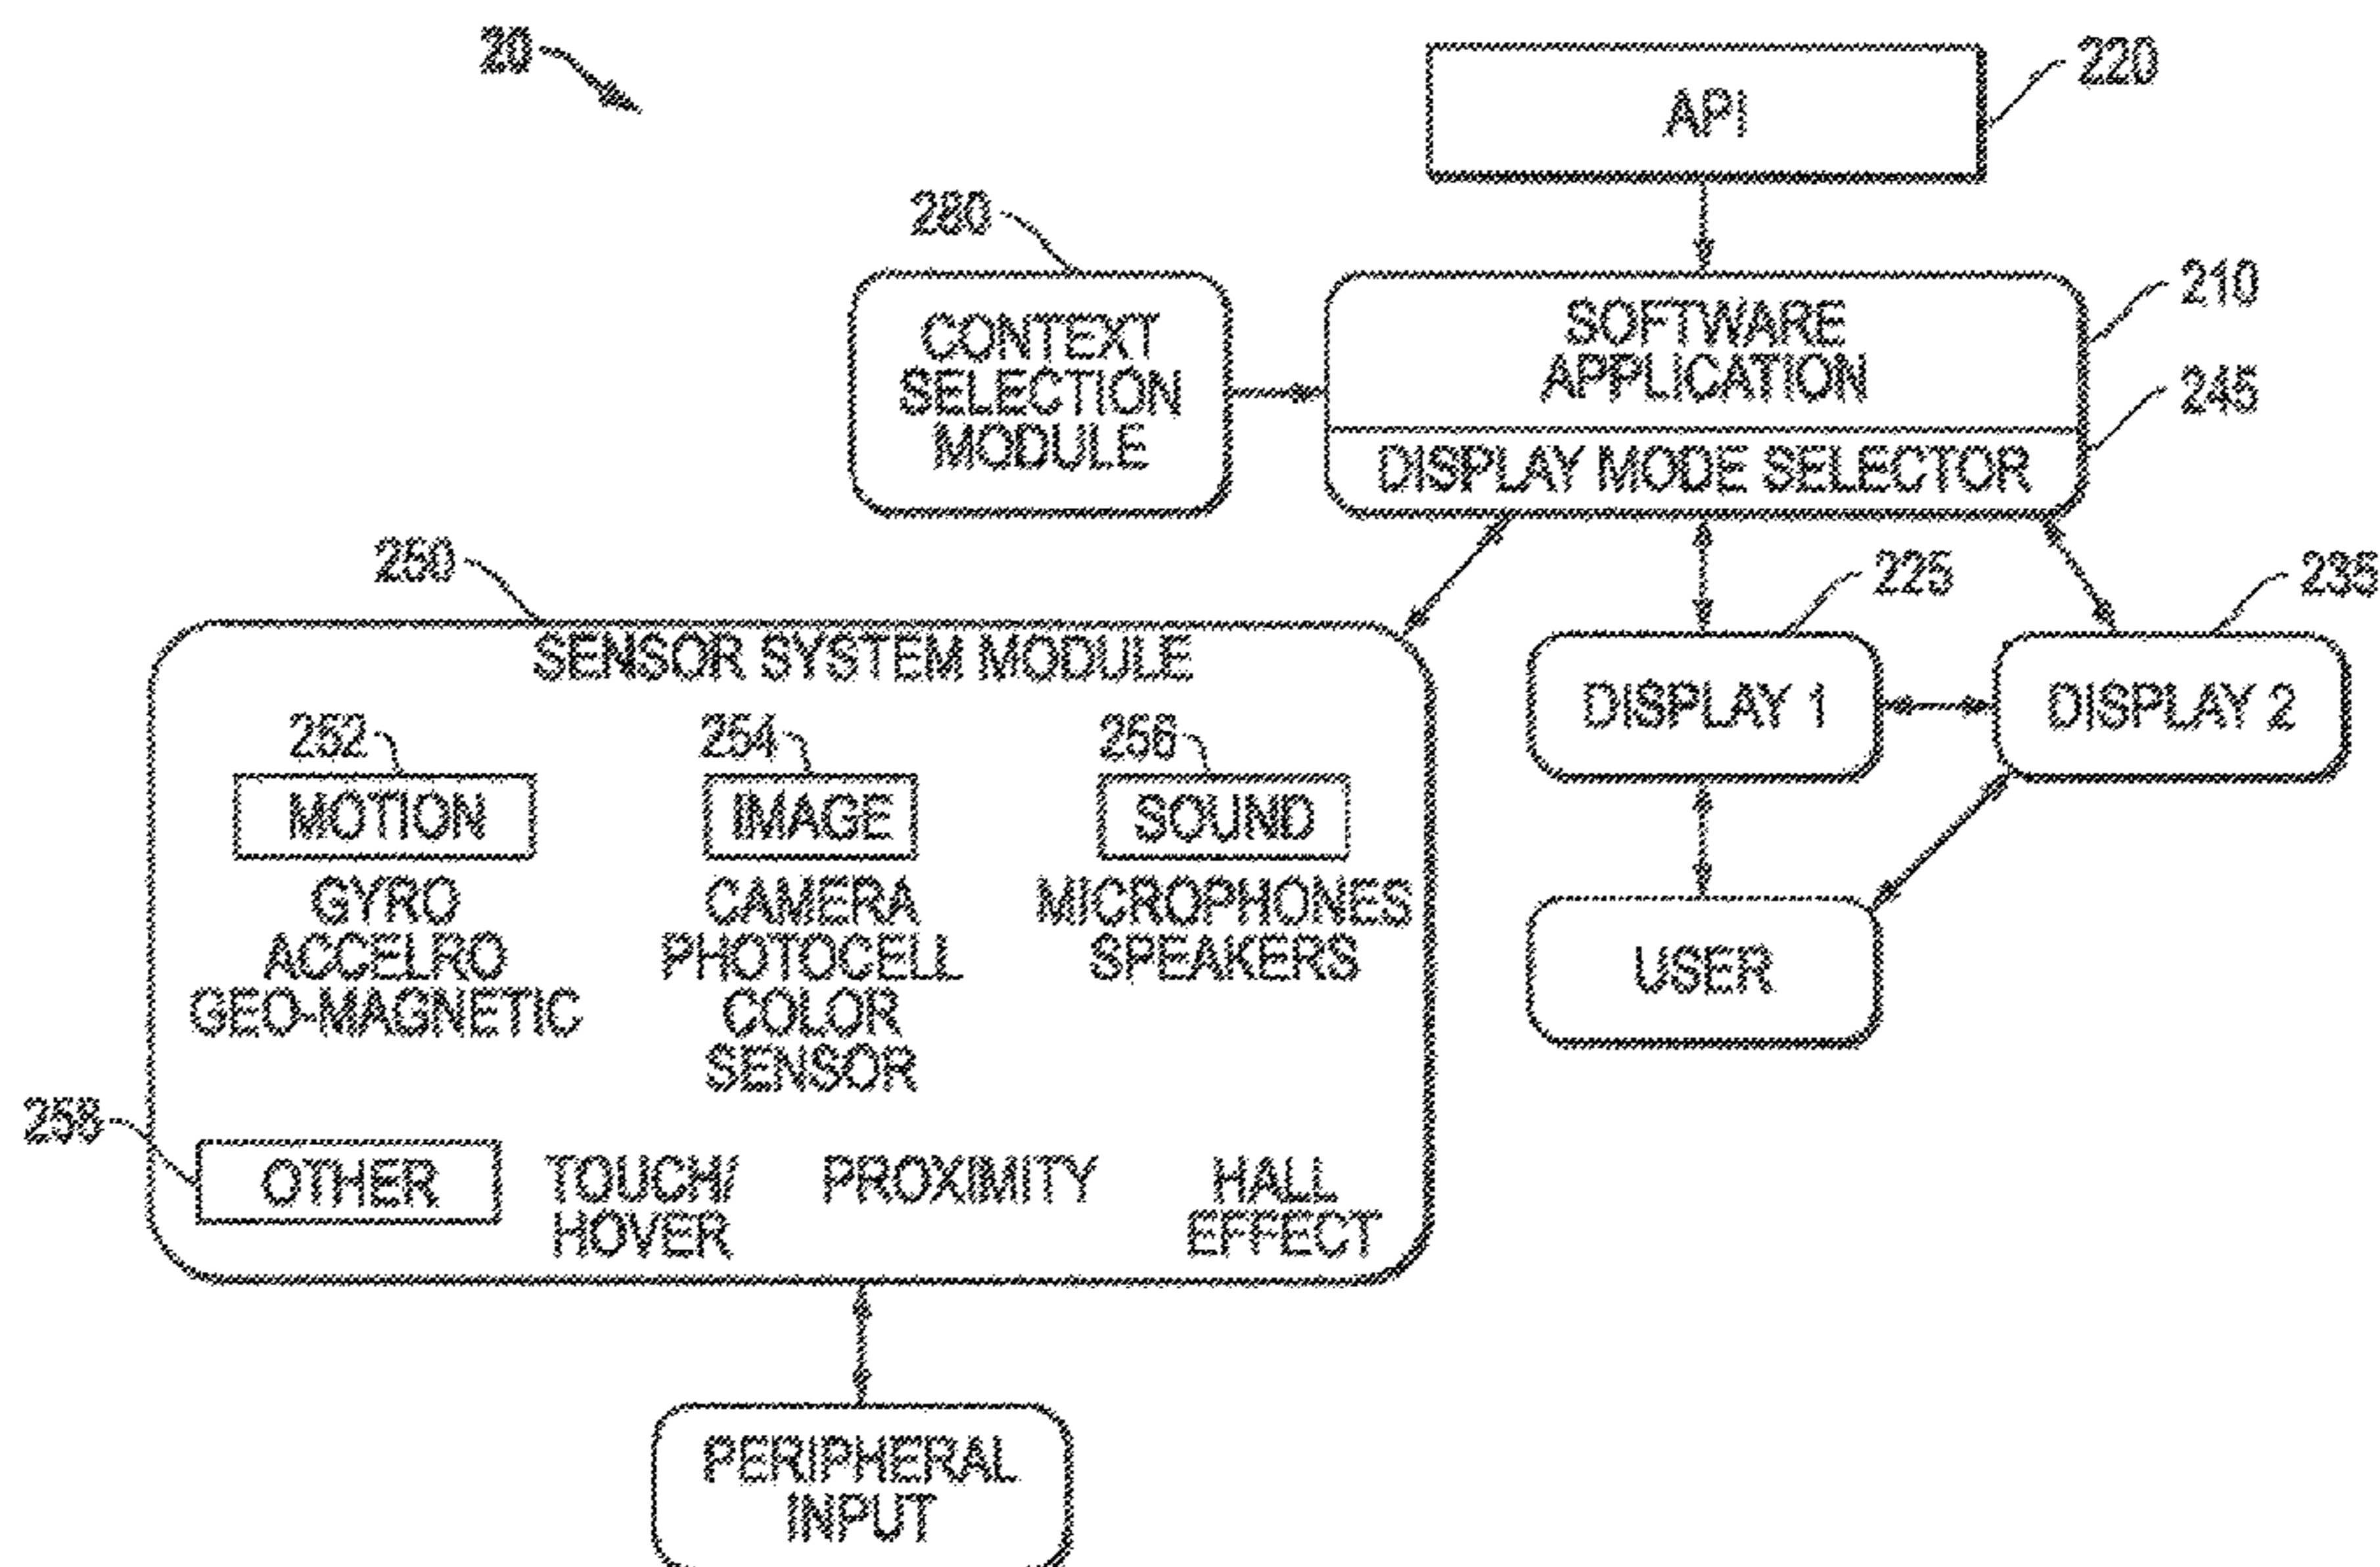 20
API
220
280
CONTEXT
SELECTION
MODULE
SOFTWARE
APPLICATION
210
245
DISPLAY MODE SELECTOR
250
225
235
SENSOR SYSTEM MODULE
DISPLAY 1
DISPLAY 2
252
254
256
MOTION
IMAGE
SOUND
GYRO
ACCELRO
GEO-MAGNETIC
CAMERA
PHOTOCELL
COLOR
SENSOR
MICROPHONES
SPEAKERS
USER
258
OTHER
TOUCH/
HOVER
PROXIMITY
HALL
EFFECT
PERIPHERAL
INPUT